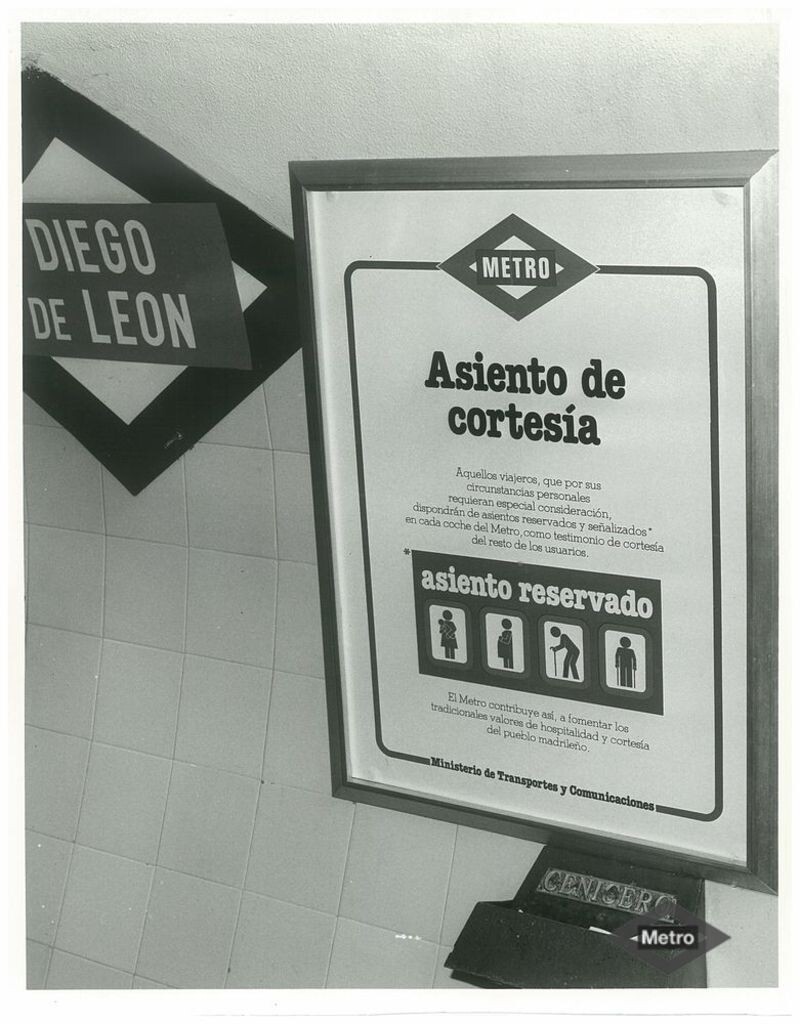 DIEGO
DE LEON
METRO
Asiento de
cortesía
Aquellos viajeros, que por sus
circunstancias personales
requieran especial consideración,
dispondrán de asientos reservados y señalizados*
en cada coche del Metro, como testimonio de cortesía
del resto de los usuarios.
*
asiento reservado
El Metro contribuye así, a fomentar los
tradicionales valores de hospitalidad y cortesía
del pueblo madrileño.
Ministerio de Transportes y Comunicaciones
CENICERO
Metro